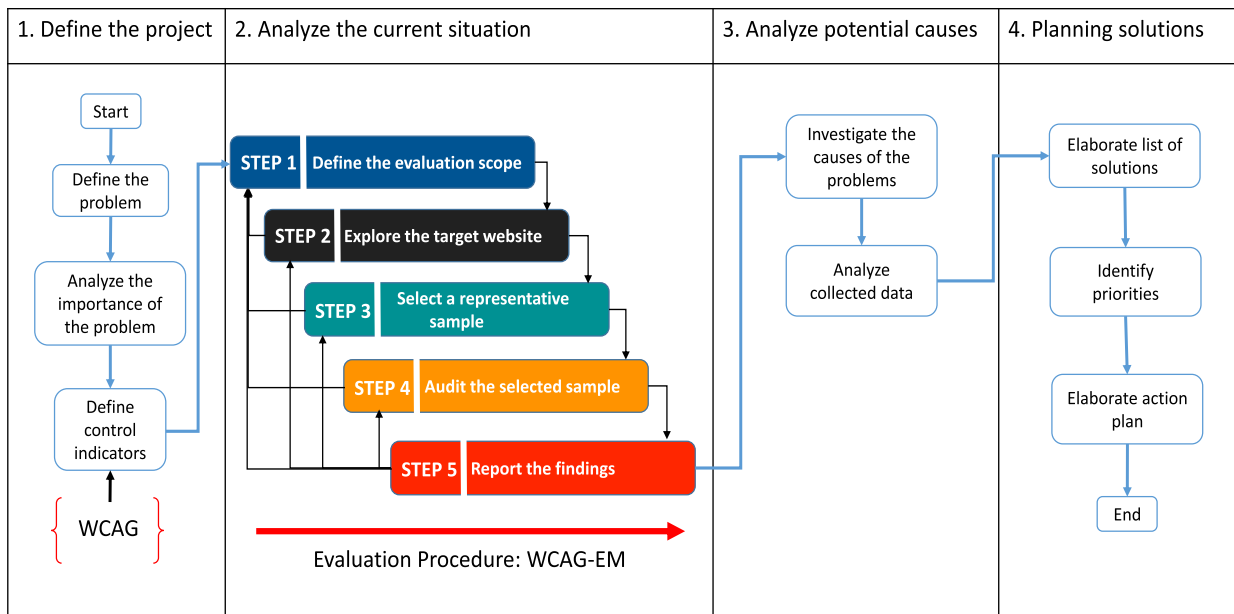 1. Define the project
2. Analyze the current situation
3. Analyze potential causes
4. Planning solutions
Start
Define the
problem
Analyze the
importance of
the problem
Define
control
indicators
{ WCAG }
STEP 1 Define the evaluation scope
STEP 2 Explore the target website
STEP 3 Select a representative
sample
STEP 4 Audit the selected sample
STEP 5 Report the findings
Evaluation Procedure: WCAG-EM
Investigate the
causes of the
problems
Analyze
collected data
Elaborate list of
solutions
Identify
priorities
Elaborate action
plan
End